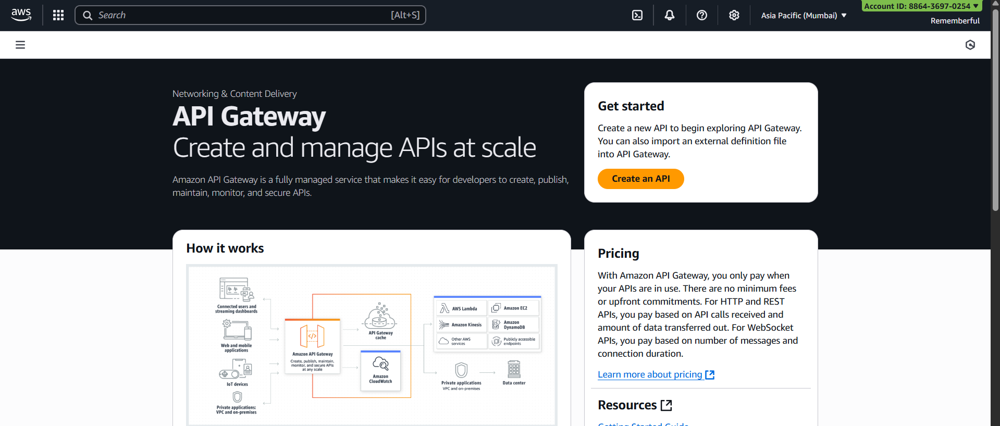 aws
Search
[Alt+S]
Asia Pacific (Mumbai)
Account ID: 8864-3697-0254
Rememberful
Networking & Content Delivery
API Gateway
Create and manage APIs at scale
Amazon API Gateway is a fully managed service that makes it easy for developers to create, publish,
maintain, monitor, and secure APIs.
Get started
Create a new API to begin exploring API Gateway.
You can also import an external definition file
into API Gateway.
Create an API
How it works
Connected users and
streaming dashboards
Web and mobile
applications
IoT devices
Private applications:
VPC and on-premises
Amazon API Gateway
Create, publish, maintain,
monitor, and secure APIs
at any scale
API Gateway
cache
Amazon
CloudWatch
AWS Lambda
Amazon EC2
Amazon Kinesis
Amazon
DynamoDB
Other AWS
services
Publicly accessible
endpoints
Private applications
VPC and on-premises
Data center
Pricing
With Amazon API Gateway, you only pay when
your APIs are in use. There are no minimum fees
or upfront commitments. For HTTP and REST
APIs, you pay based on API calls received and
amount of data transferred out. For WebSocket
APIs, you pay based on number of messages and
connection duration.
Learn more about pricing
Resources
Getting Started Guide